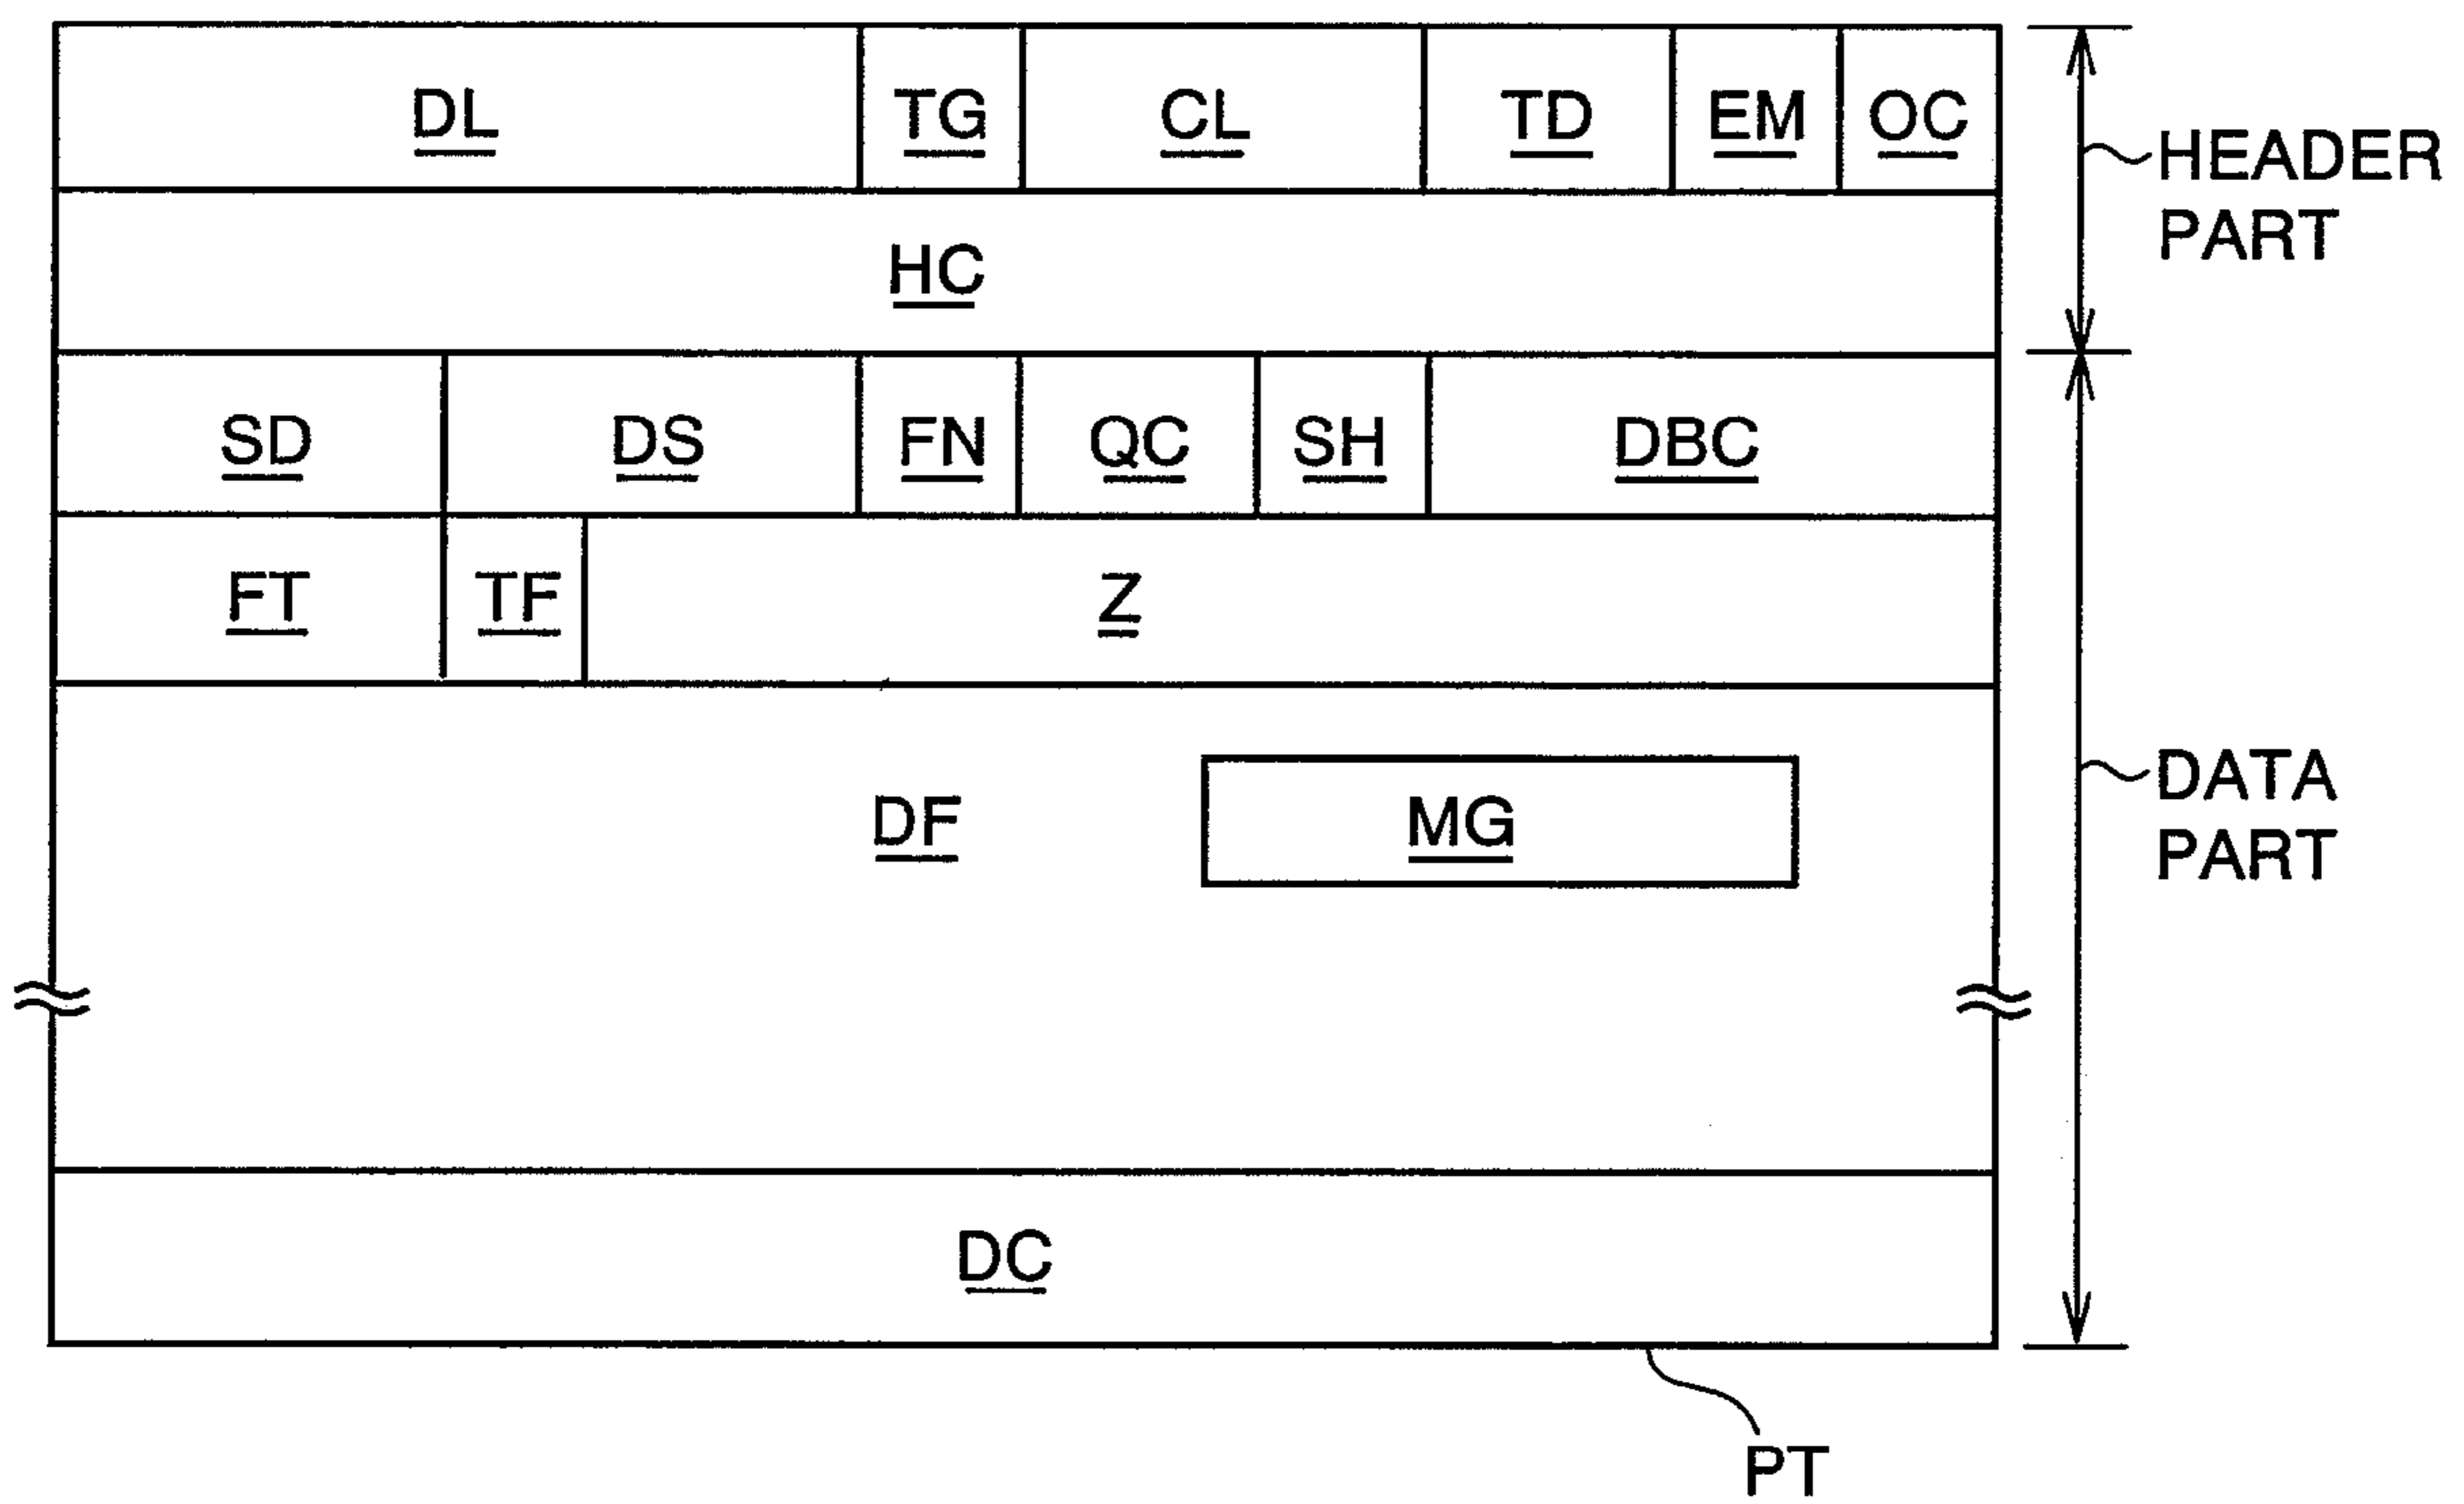 DL TG CL TD EM OC
HEADER
PART
HC
SD DS FN QC SH DBC
FT TF Z
DF MG
DATA
PART
DC
PT